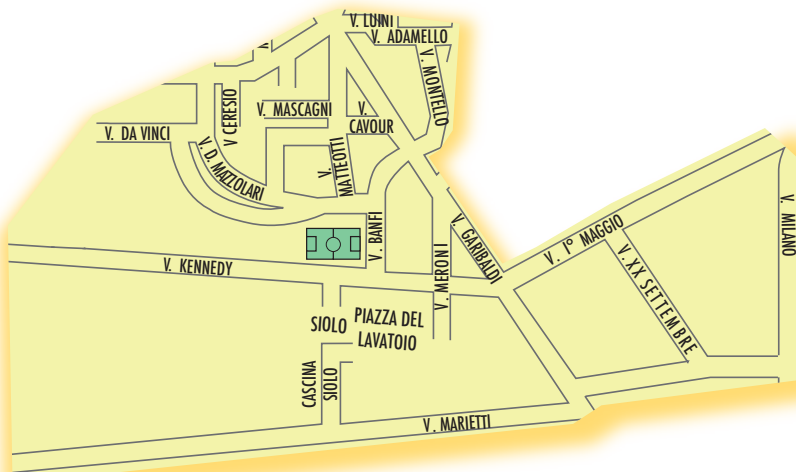 V. LUINI
V. ADAMELLO
V. MONTELLO
V CERESIO
V. MASCAGNI
V.
CAVOUR
V. DA VINCI
V. D. MAZZOLARI
V.
MATTEOTTI
V. BANFI
V. GARIBALDI
V. MERONI
V. 1° MAGGIO
V. MILANO
V. XX SETTEMBRE
V. KENNEDY
SIOLO
PIAZZA DEL
LAVATOIO
CASCINA
SIOLO
V. MARIETTI